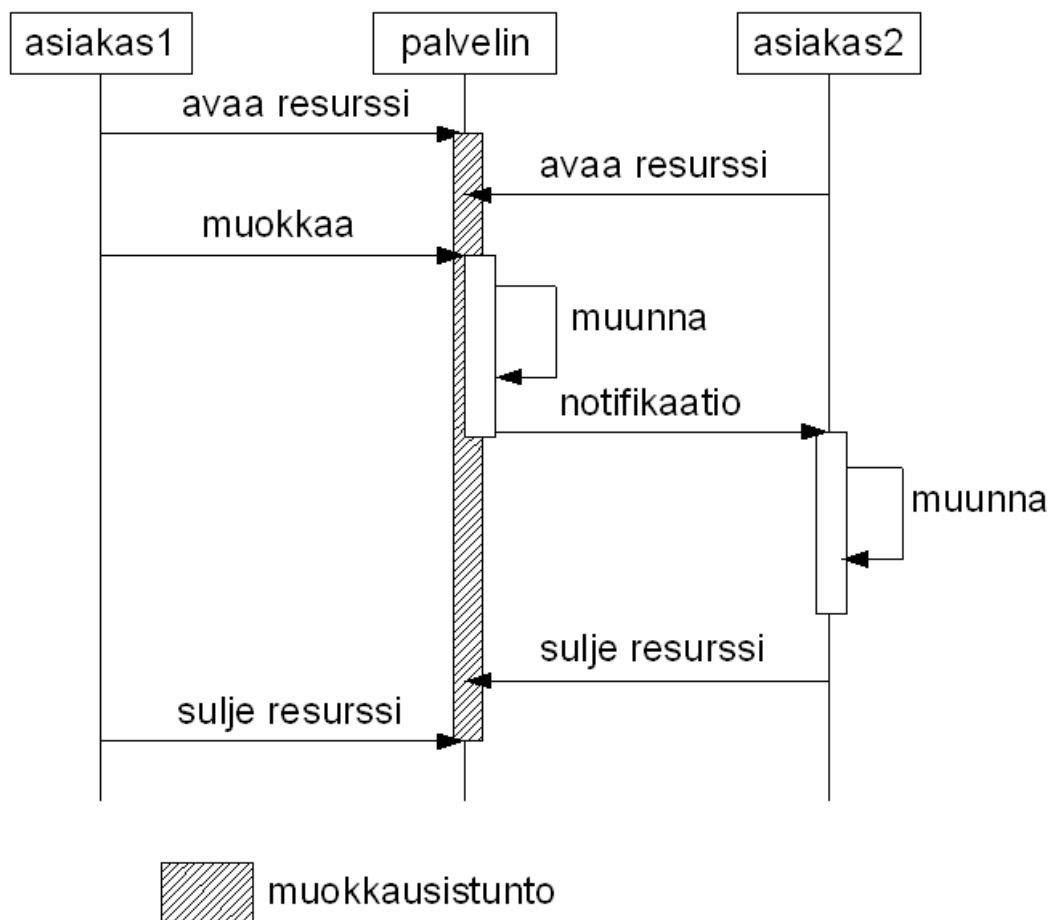 asiakas1
palvelin
asiakas2
avaa resurssi
avaa resurssi
muokkaa
muunna
notifikaatio
muunna
sulje resurssi
sulje resurssi
muokkausistunto